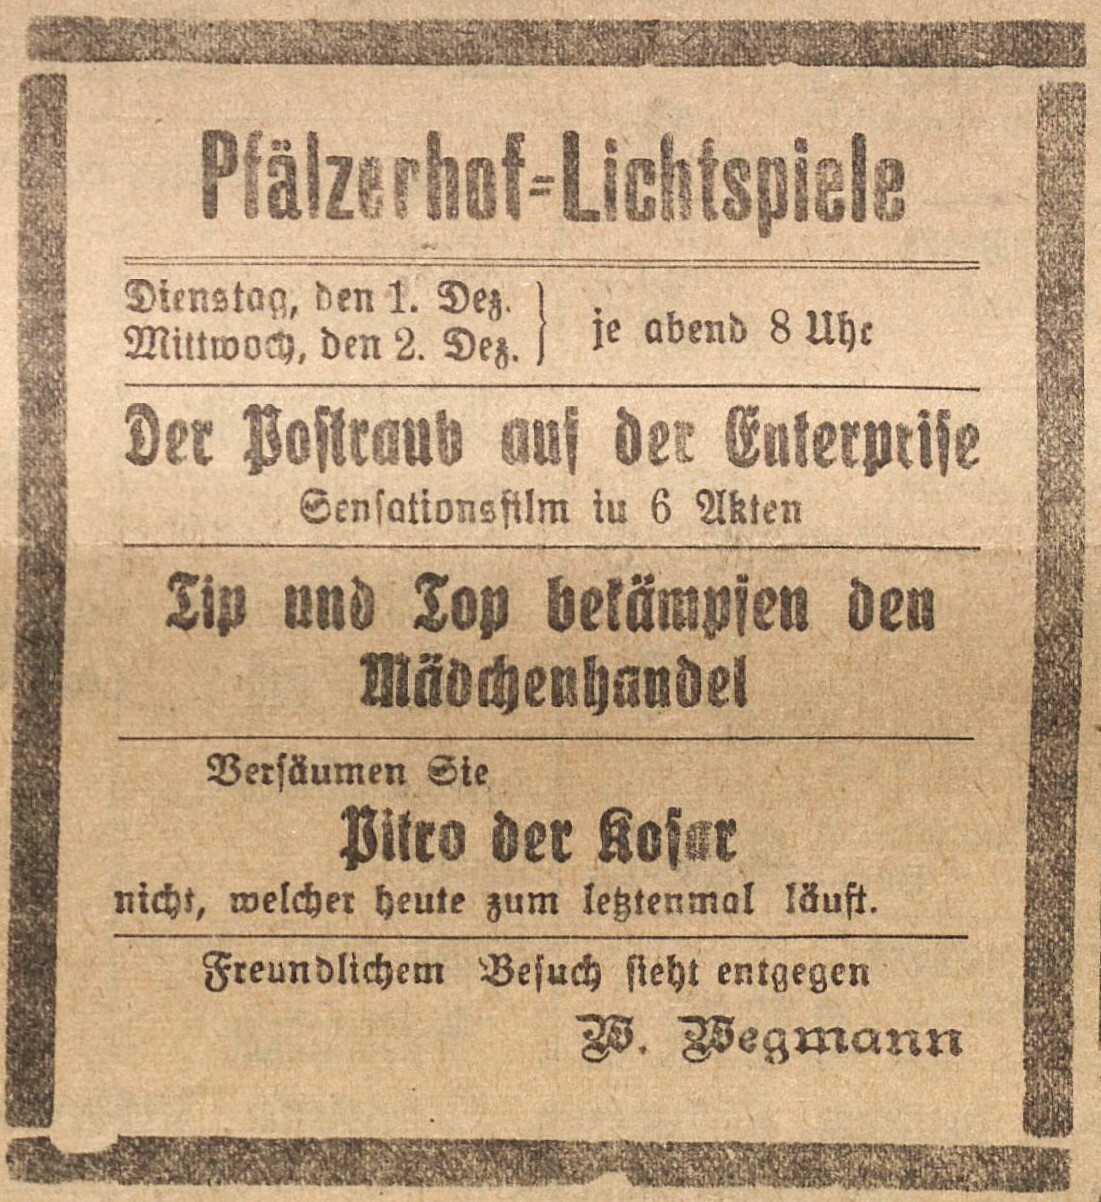 Pfälzerhof=Lichtspiele
Dienstag, den 1. Dez.
Mittwoch, den 2. Dez.
je abend 8 Uhr
Der Postraub auf der Enterprise
Sensationsfilm iu 6 Akten
Tip und Top bekämpfen den
Mädchenhandel
Versäumen Sie
Pitro der Kosar
nicht, welcher heute zum letztenmal läuft.
Freundlichem Besuch sieht entgegen
W. Wegmann